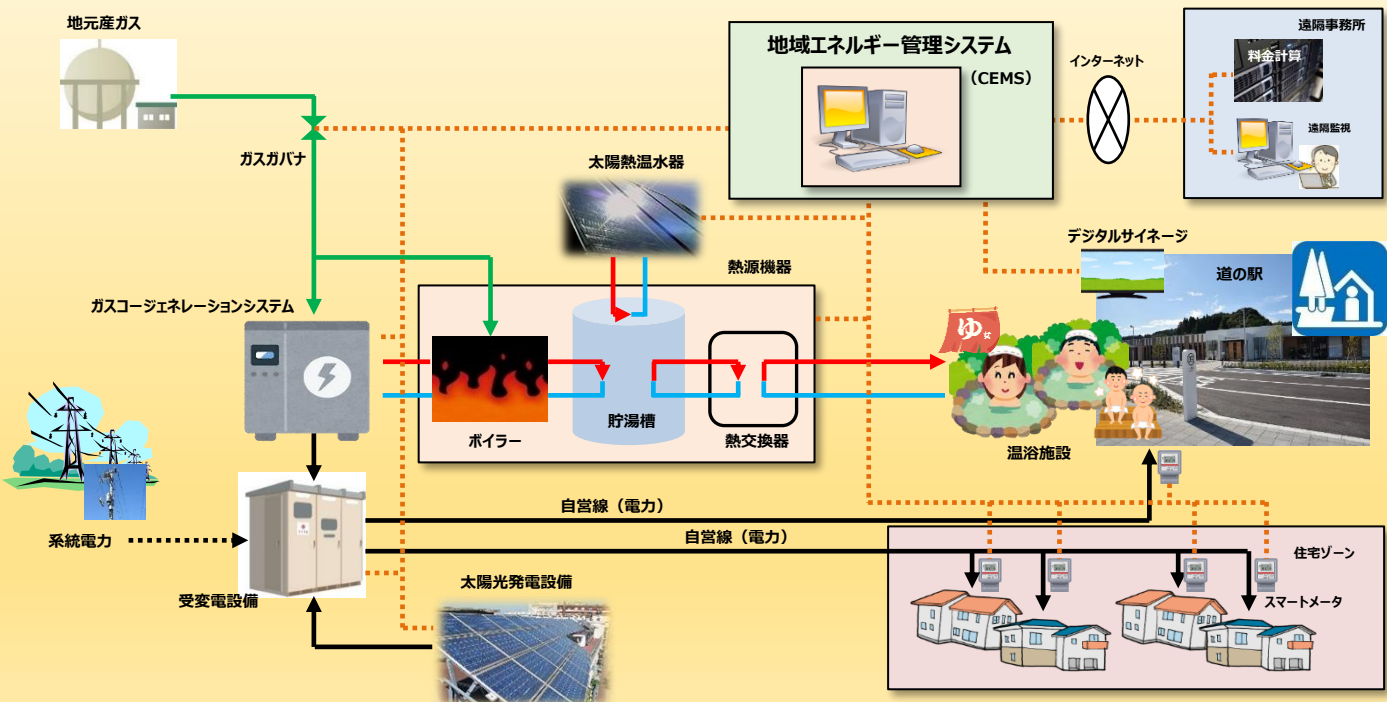 地元産ガス
地域エネルギー管理システム
（CEMS）
インターネット
遠隔事務所
料金計算
遠隔監視
ガスガバナ
太陽熱温水器
デジタルサイネージ
道の駅
熱源機器
ガスコージェネレーションシステム
ゆ
ボイラー
貯湯槽
熱交換器
温浴施設
自営線（電力）
系統電力
自営線（電力）
住宅ゾーン
受変電設備
太陽光発電設備
スマートメータ